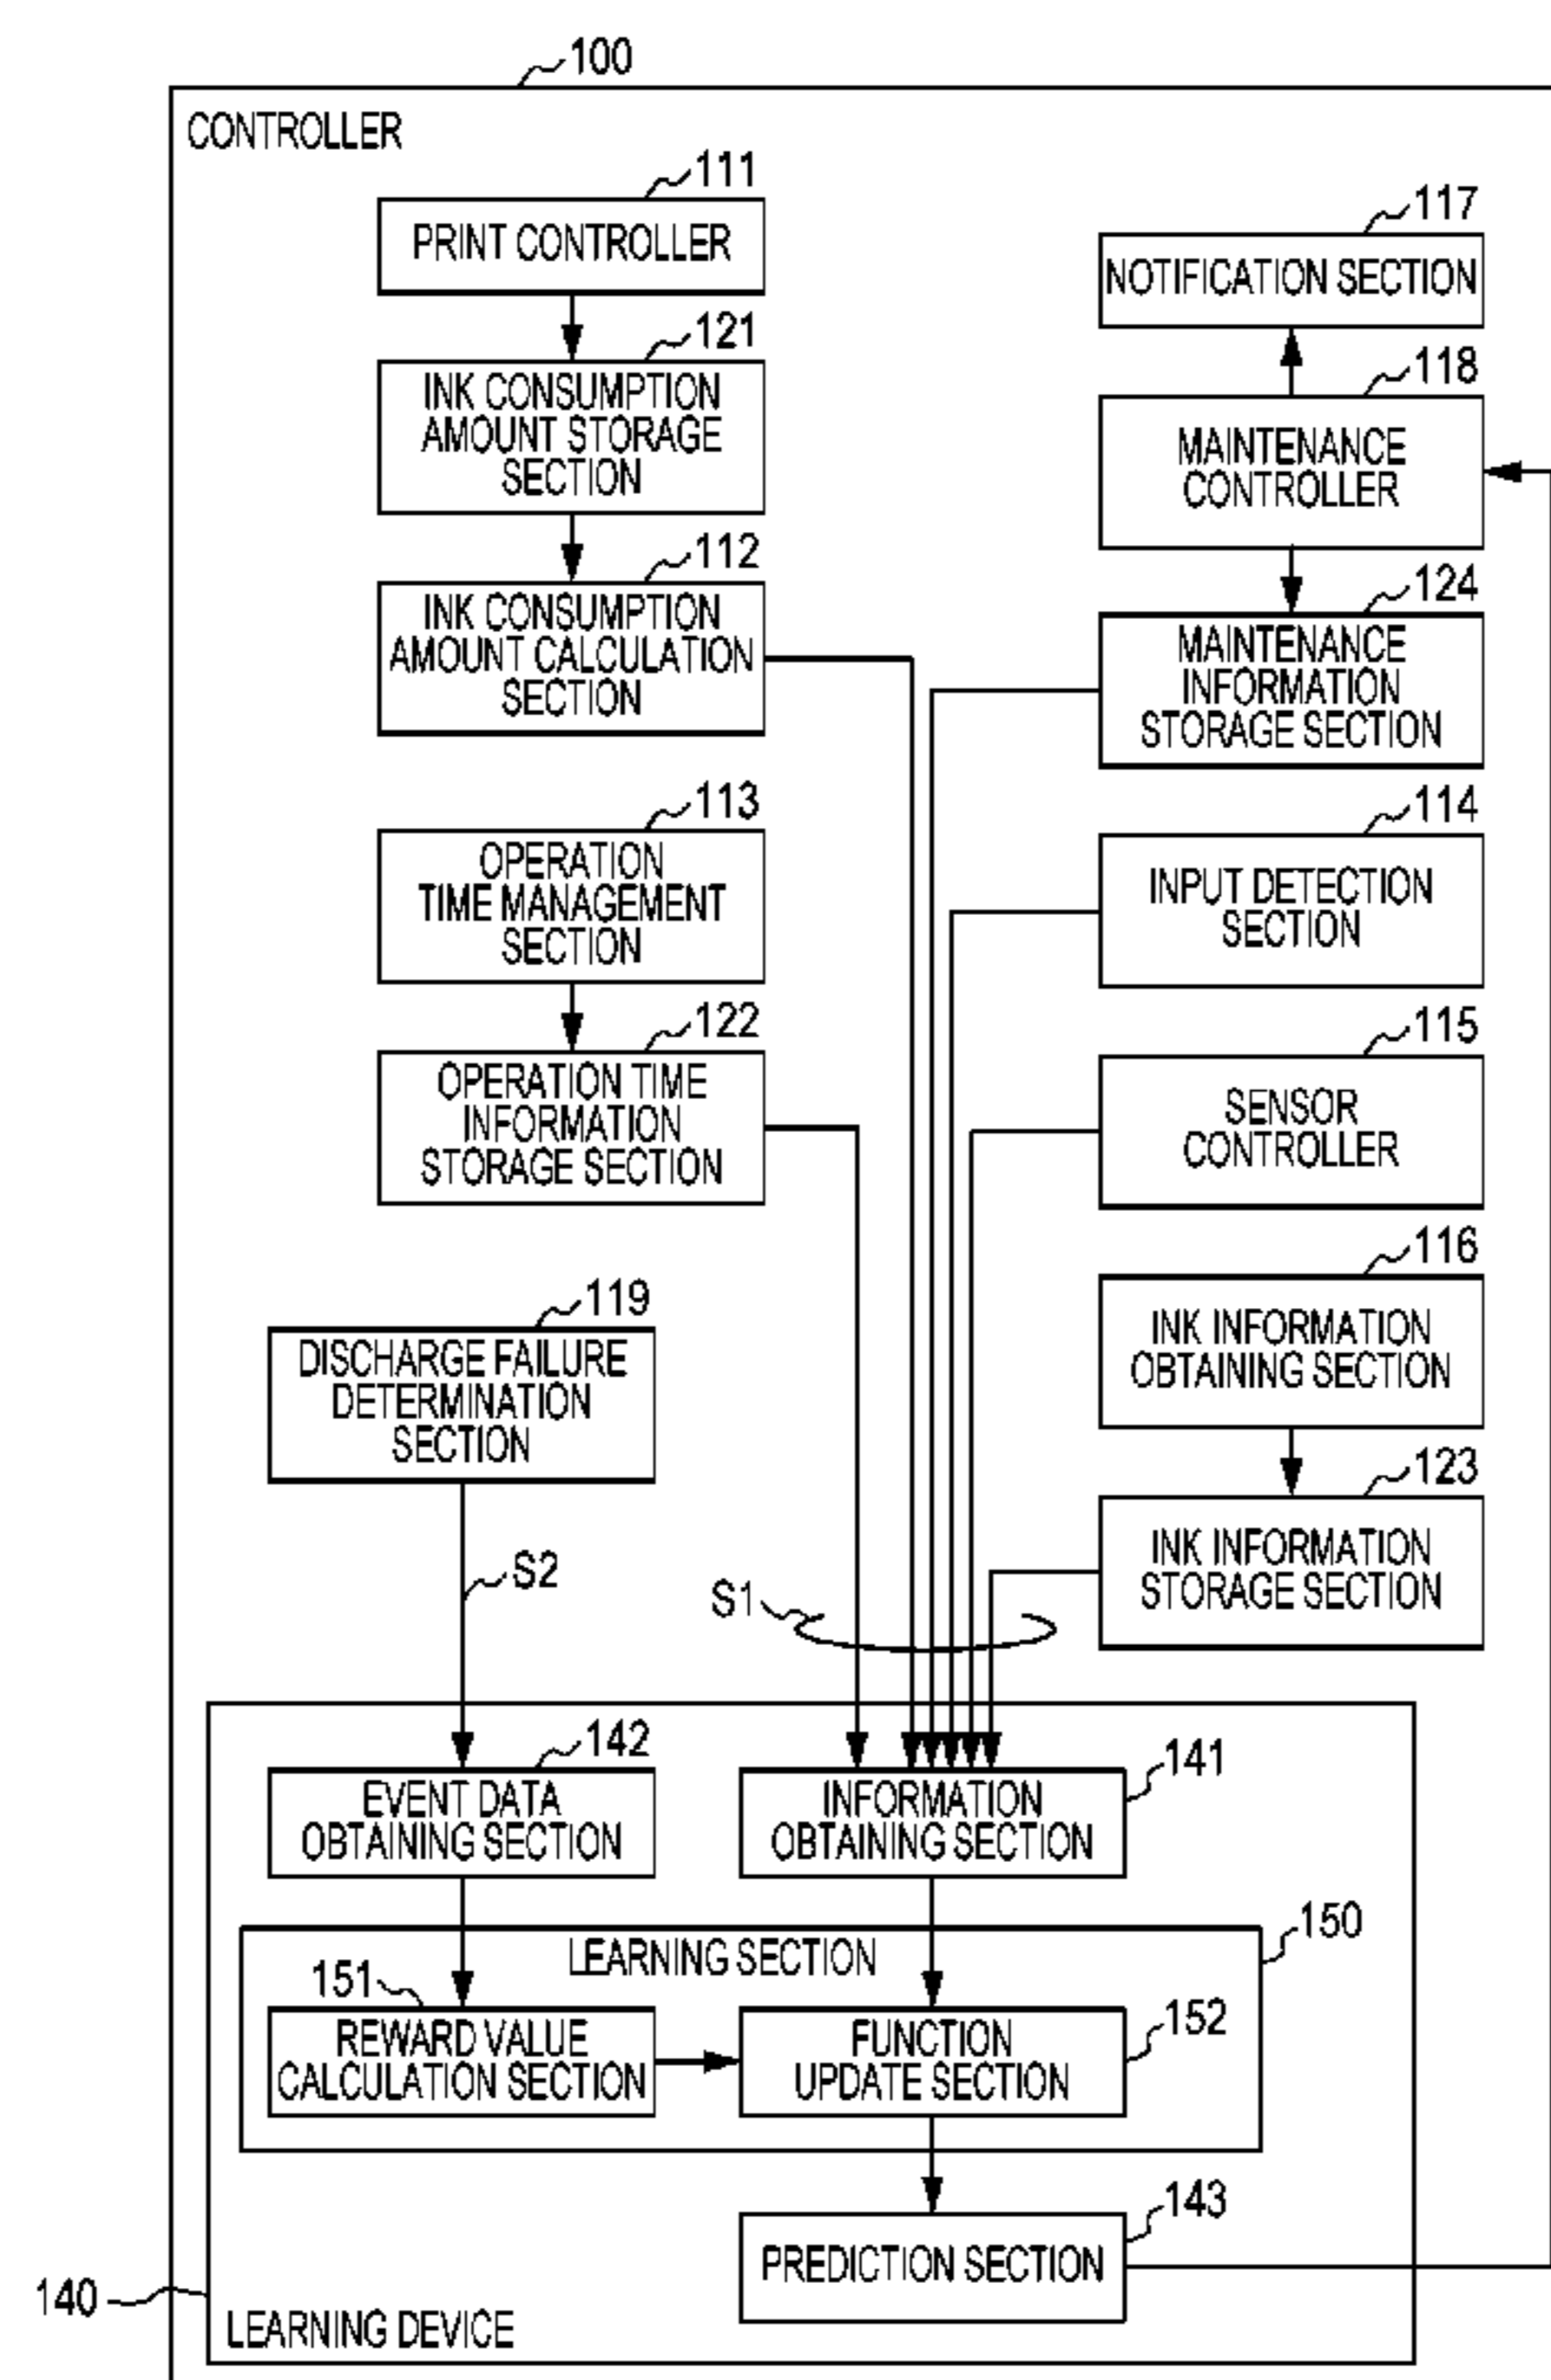 100
CONTROLLER
111
PRINT CONTROLLER
121
INK CONSUMPTION
AMOUNT STORAGE
SECTION
112
INK CONSUMPTION
AMOUNT CALCULATION
SECTION
113
OPERATION
TIME MANAGEMENT
SECTION
122
OPERATION TIME
INFORMATION
STORAGE SECTION
119
DISCHARGE FAILURE
DETERMINATION
SECTION
S2
117
NOTIFICATION SECTION
118
MAINTENANCE
CONTROLLER
124
MAINTENANCE
INFORMATION
STORAGE SECTION
114
INPUT DETECTION
SECTION
115
SENSOR
CONTROLLER
116
INK INFORMATION
OBTAINING SECTION
123
INK INFORMATION
STORAGE SECTION
S1
142
EVENT DATA
OBTAINING SECTION
141
INFORMATION
OBTAINING SECTION
150
LEARNING SECTION
151
REWARD VALUE
CALCULATION SECTION
152
FUNCTION
UPDATE SECTION
143
PREDICTION SECTION
140
LEARNING DEVICE